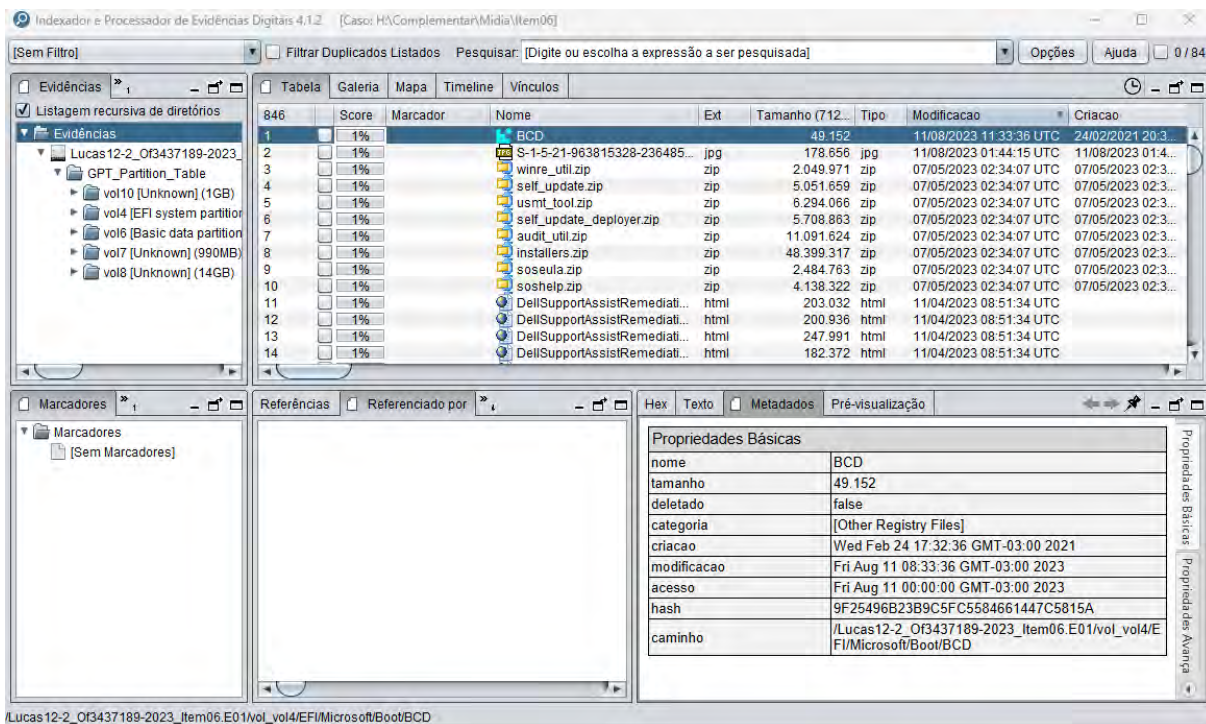 Indexador e Processador de Evidências Digitais 4.1.2 [Caso: H:\Complementar\Midia\Item06]
[Sem Filtro] Filtrar Duplicados Listados Pesquisar: [Digite ou escolha a expressão a ser pesquisada] Opções Ajuda 0 / 84
Evidências » 1
Listagem recursiva de diretórios
Evidências
Lucas12-2_Of3437189-2023_
GPT_Partition_Table
vol10 [Unknown] (1GB)
vol4 [EFI system partition
vol6 [Basic data partition
vol7 [Unknown] (990MB)
vol8 [Unknown] (14GB)
Tabela Galeria Mapa Timeline Vínculos
846 Score Marcador Nome Ext Tamanho (712... Tipo Modificacao Criacao
1 1% BCD 49.152 11/08/2023 11:33:36 UTC 24/02/2021 20:3...
2 1% S-1-5-21-963815328-236485... jpg 178.656 jpg 11/08/2023 01:44:15 UTC 11/08/2023 01:4...
3 1% winre_util.zip zip 2.049.971 zip 07/05/2023 02:34:07 UTC 07/05/2023 02:3...
4 1% self_update.zip zip 5.051.659 zip 07/05/2023 02:34:07 UTC 07/05/2023 02:3...
5 1% usmt_tool.zip zip 6.294.066 zip 07/05/2023 02:34:07 UTC 07/05/2023 02:3...
6 1% self_update_deployer.zip zip 5.708.863 zip 07/05/2023 02:34:07 UTC 07/05/2023 02:3...
7 1% audit_util.zip zip 11.091.624 zip 07/05/2023 02:34:07 UTC 07/05/2023 02:3...
8 1% installers.zip zip 48.399.317 zip 07/05/2023 02:34:07 UTC 07/05/2023 02:3...
9 1% soseula.zip zip 2.484.763 zip 07/05/2023 02:34:07 UTC 07/05/2023 02:3...
10 1% soshelp.zip zip 4.138.322 zip 07/05/2023 02:34:07 UTC 07/05/2023 02:3...
11 1% DellSupportAssistRemediati... html 203.032 html 11/04/2023 08:51:34 UTC
12 1% DellSupportAssistRemediati... html 200.936 html 11/04/2023 08:51:34 UTC
13 1% DellSupportAssistRemediati... html 247.991 html 11/04/2023 08:51:34 UTC
14 1% DellSupportAssistRemediati... html 182.372 html 11/04/2023 08:51:34 UTC
Marcadores » 1
Marcadores
[Sem Marcadores]
Referências Referenciado por » 4
Hex Texto Metadados Pré-visualização
Propriedades Básicas
nome BCD
tamanho 49.152
deletado false
categoria [Other Registry Files]
criacao Wed Feb 24 17:32:36 GMT-03:00 2021
modificacao Fri Aug 11 08:33:36 GMT-03:00 2023
acesso Fri Aug 11 00:00:00 GMT-03:00 2023
hash 9F25496B23B9C5FC5584661447C5815A
caminho /Lucas12-2_Of3437189-2023_Item06.E01/vol_vol4/E
FI/Microsoft/Boot/BCD
Propriedades Básicas
Propriedades Avança
/Lucas12-2_Of3437189-2023_Item06.E01/vol_vol4/EFI/Microsoft/Boot/BCD